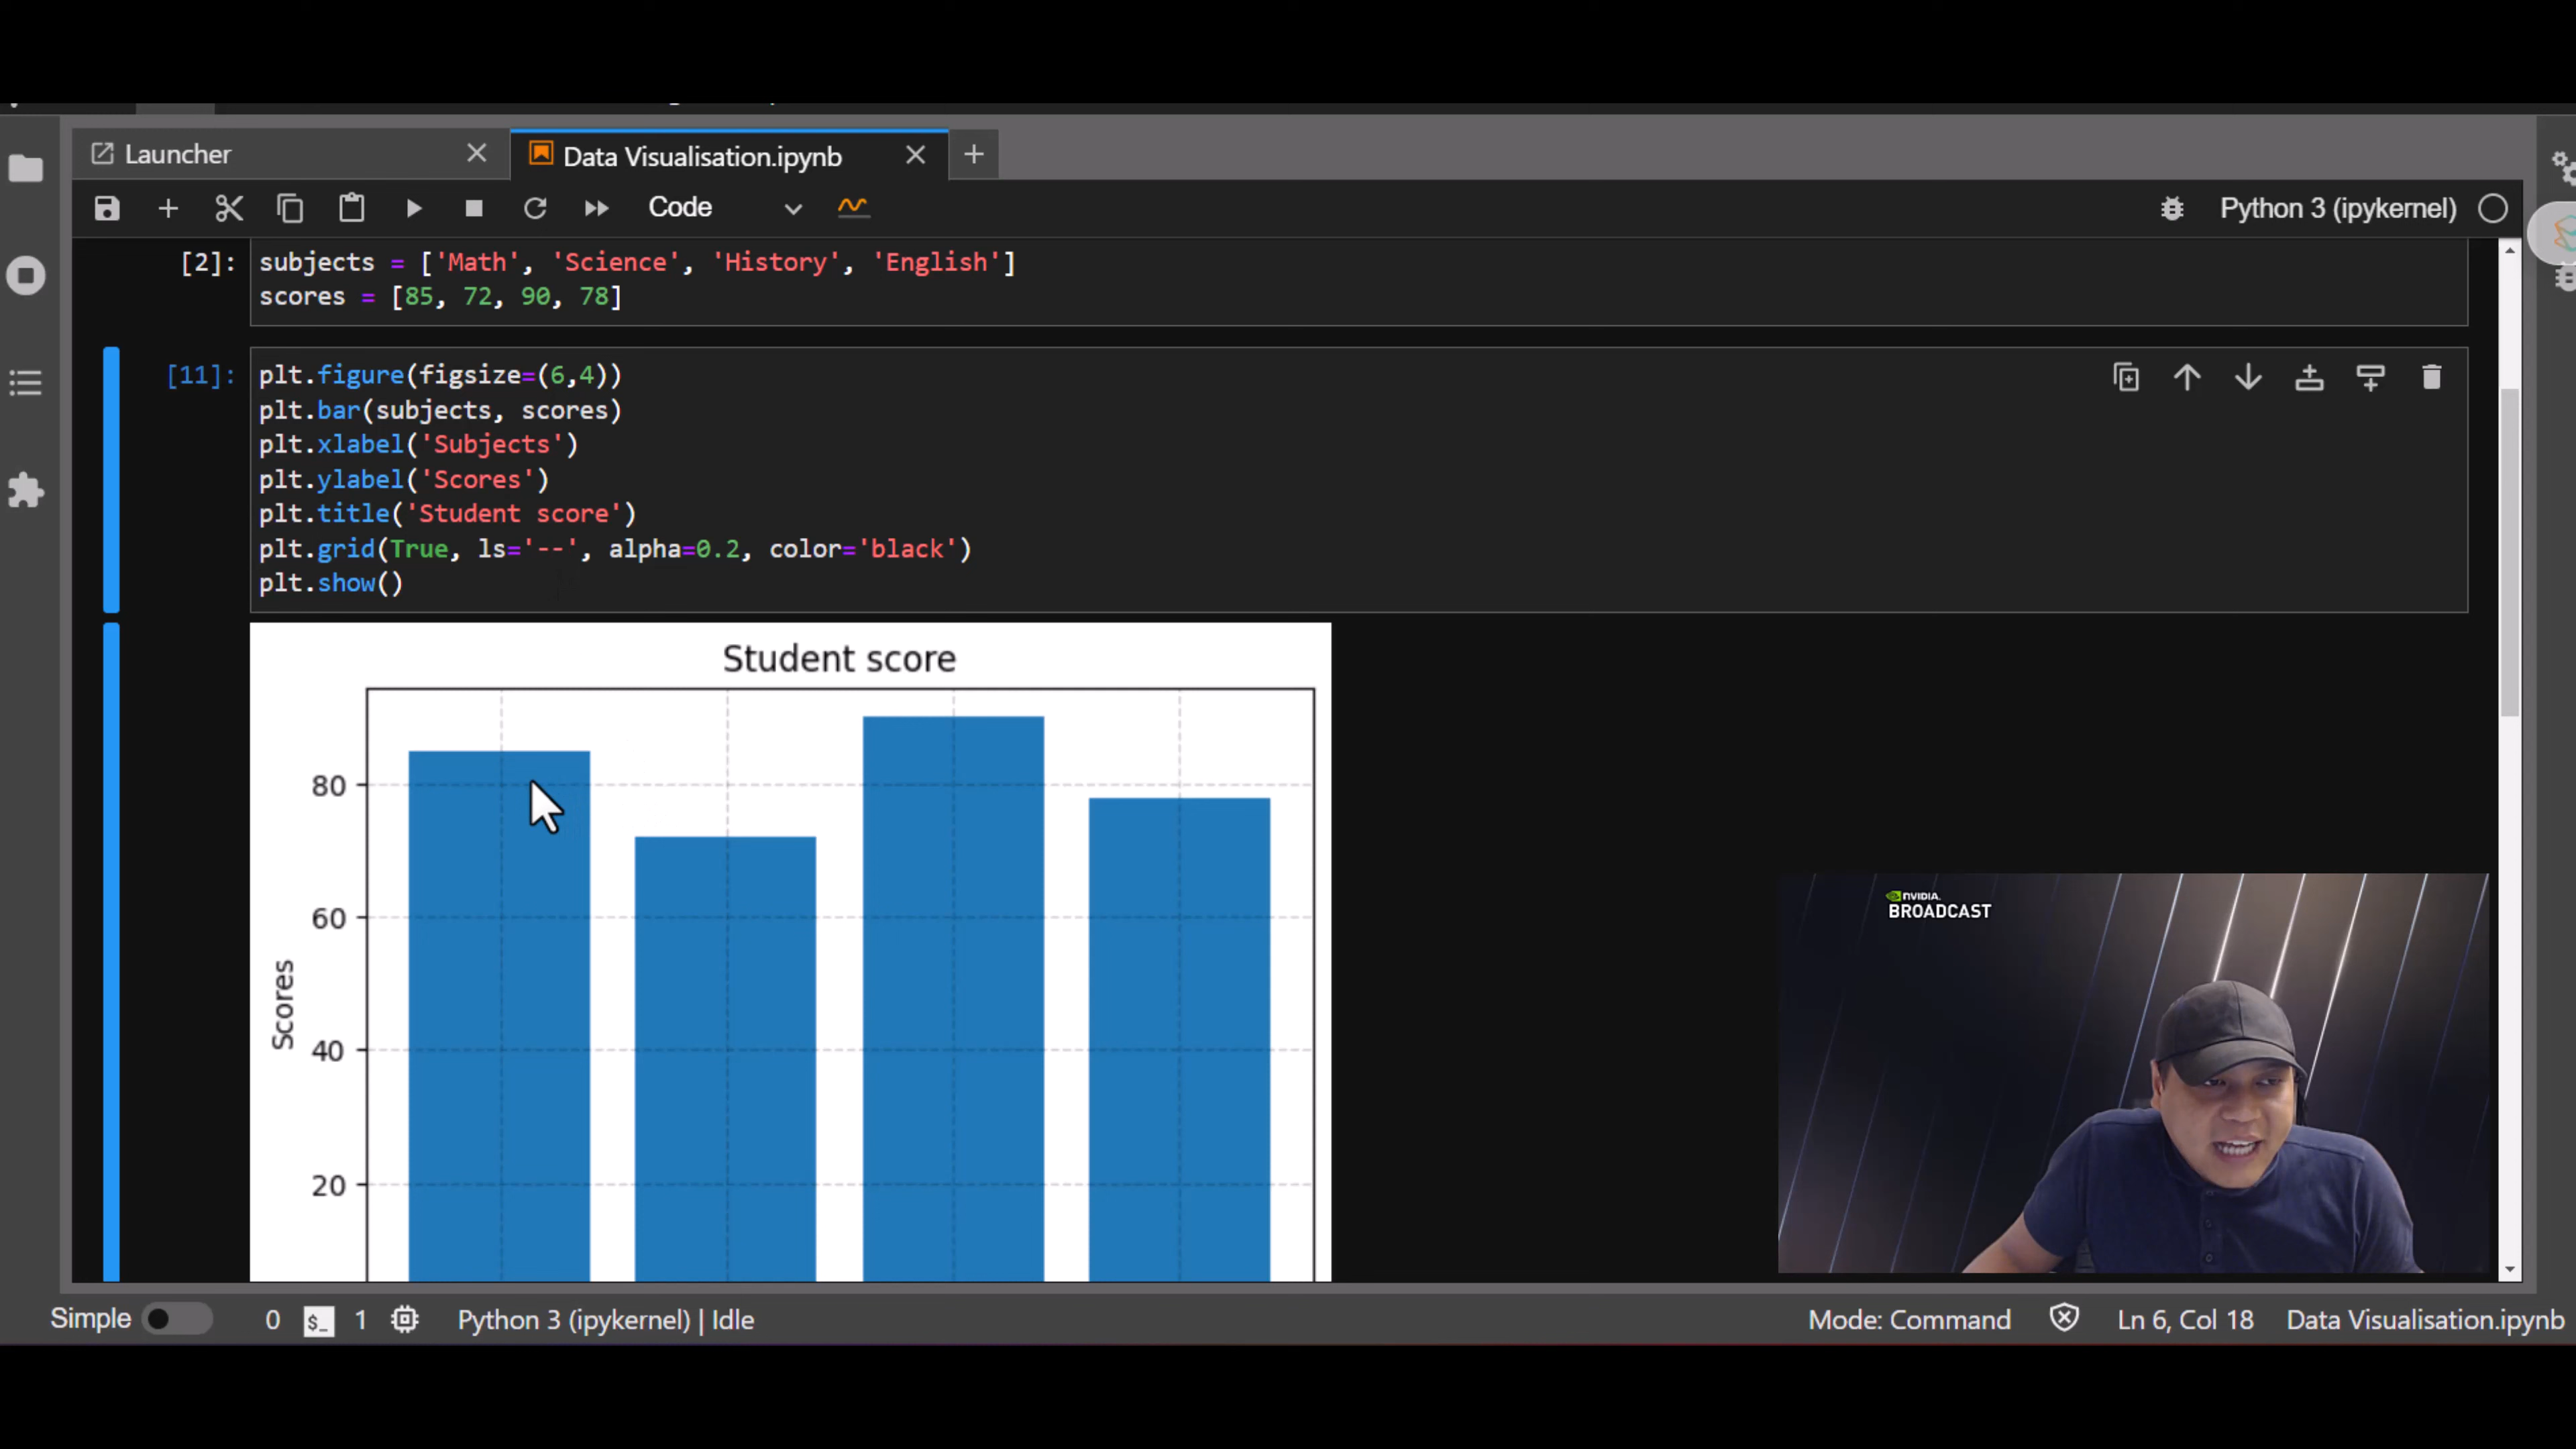 Launcher
Data Visualisation.ipynb
Code
Python 3 (ipykernel)
[2]:
subjects = ['Math', 'Science', 'History', 'English']
scores = [85, 72, 90, 78]
[11]:
plt.figure(figsize=(6,4))
plt.bar(subjects, scores)
plt.xlabel('Subjects')
plt.ylabel('Scores')
plt.title('Student score')
plt.grid(True, ls='--', alpha=0.2, color='black')
plt.show()
Student score
80
60
40
20
Scores
NVIDIA.
BROADCAST
Simple 0 $_ 1 Python 3 (ipykernel) | Idle Mode: Command Ln 6, Col 18 Data Visualisation.ipynb